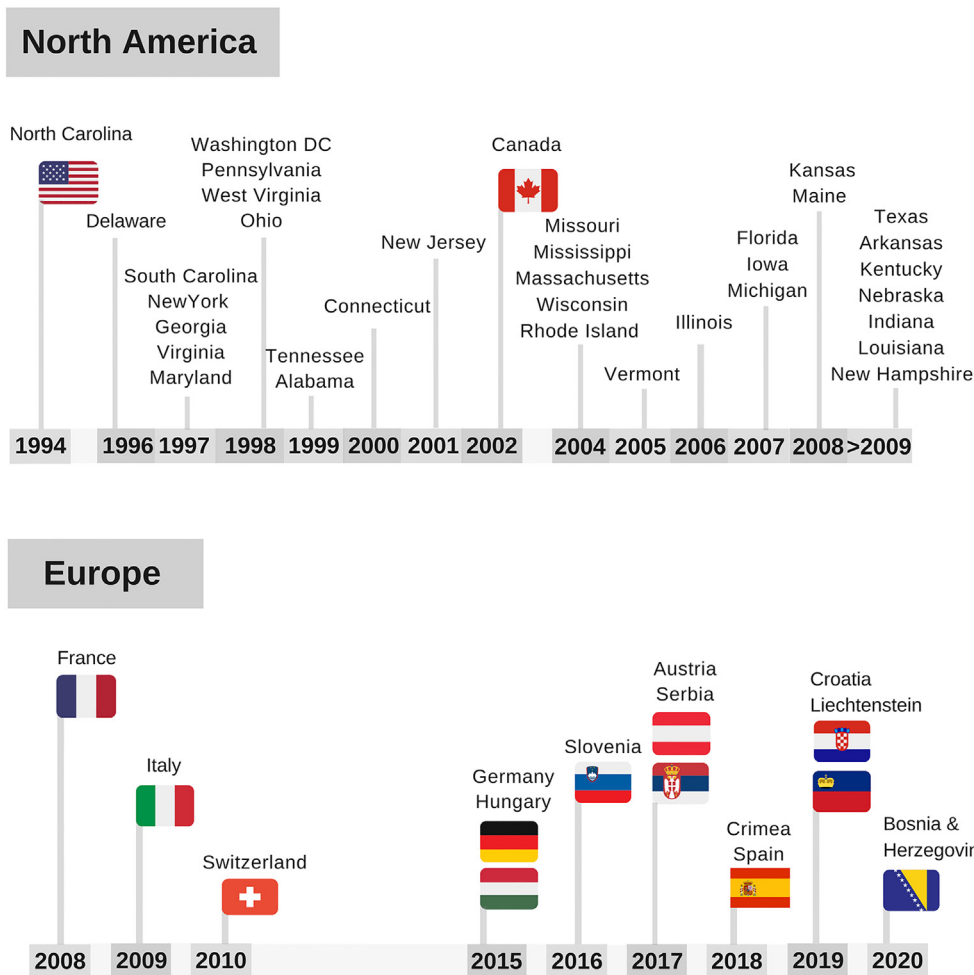 North America
North Carolina
Delaware
South Carolina
NewYork
Georgia
Virginia
Maryland
Washington DC
Pennsylvania
West Virginia
Ohio
Tennessee
Alabama
Connecticut
New Jersey
Canada
Missouri
Mississippi
Massachusetts
Wisconsin
Rhode Island
Vermont
Illinois
Florida
Iowa
Michigan
Kansas
Maine
Texas
Arkansas
Kentucky
Nebraska
Indiana
Louisiana
New Hampshire
1994 1996 1997 1998 1999 2000 2001 2002 2004 2005 2006 2007 2008 >2009
Europe
France
Italy
Switzerland
Germany
Hungary
Slovenia
Austria
Serbia
Crimea
Spain
Croatia
Liechtenstein
Bosnia &
Herzegovin
2008 2009 2010 2015 2016 2017 2018 2019 2020